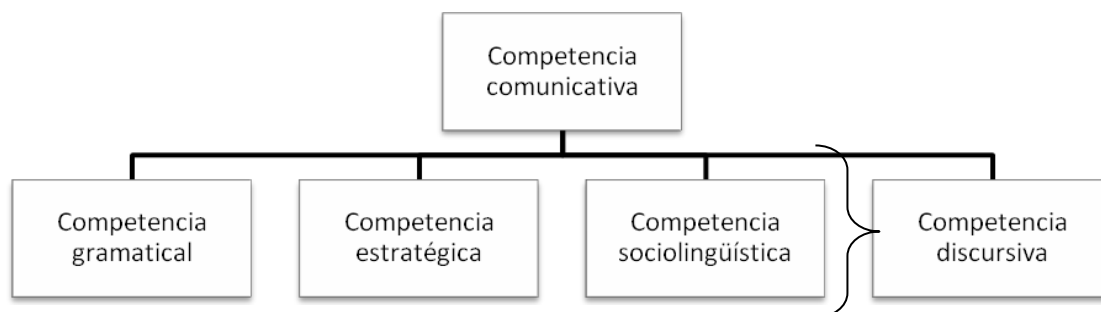 Competencia
comunicativa
Competencia
gramatical
Competencia
estratégica
Competencia
sociolingüística
Competencia
discursiva